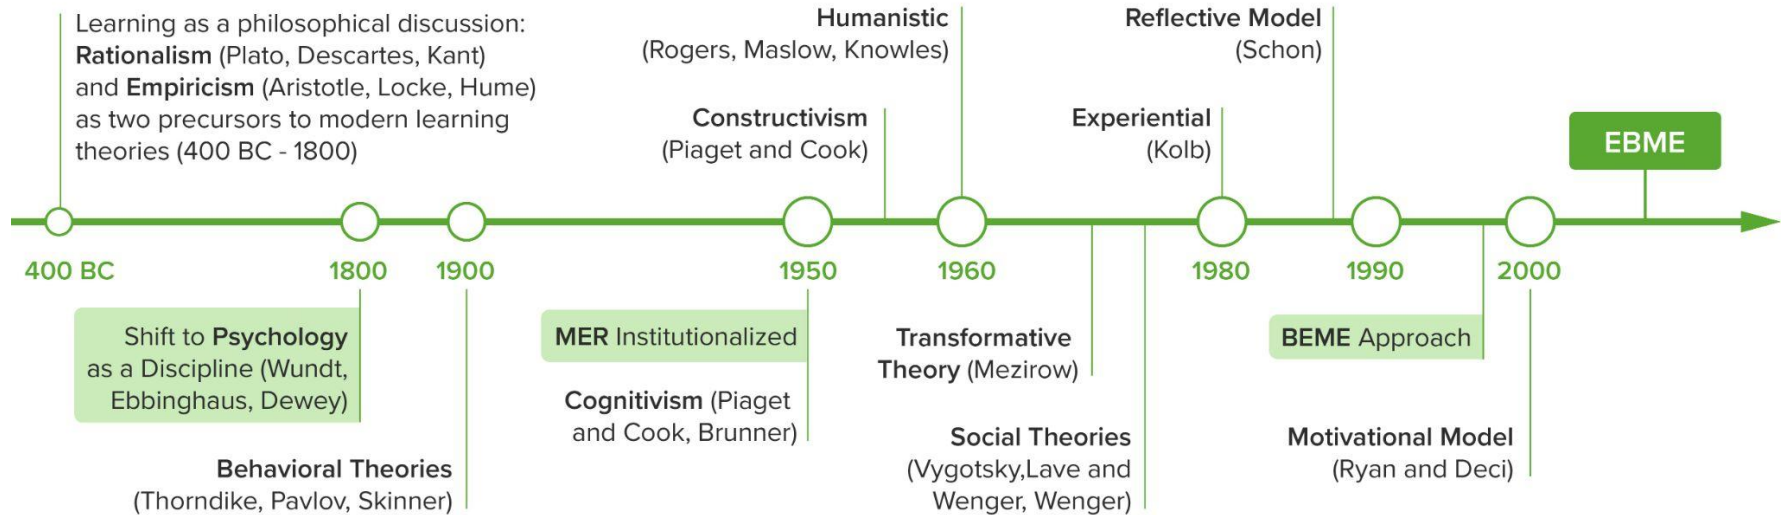 Learning as a philosophical discussion:
Rationalism (Plato, Descartes, Kant)
and Empiricism (Aristotle, Locke, Hume)
as two precursors to modern learning
theories (400 BC - 1800)
Humanistic
(Rogers, Maslow, Knowles)
Constructivism
(Piaget and Cook)
Reflective Model
(Schon)
Experiential
(Kolb)
EBME
400 BC
1800
1900
1950
1960
1980
1990
2000
Shift to Psychology
as a Discipline (Wundt,
Ebbinghaus, Dewey)
Behavioral Theories
(Thorndike, Pavlov, Skinner)
MER Institutionalized
Cognitivism (Piaget
and Cook, Brunner)
Transformative
Theory (Mezirow)
Social Theories
(Vygotsky,Lave and
Wenger, Wenger)
BEME Approach
Motivational Model
(Ryan and Deci)